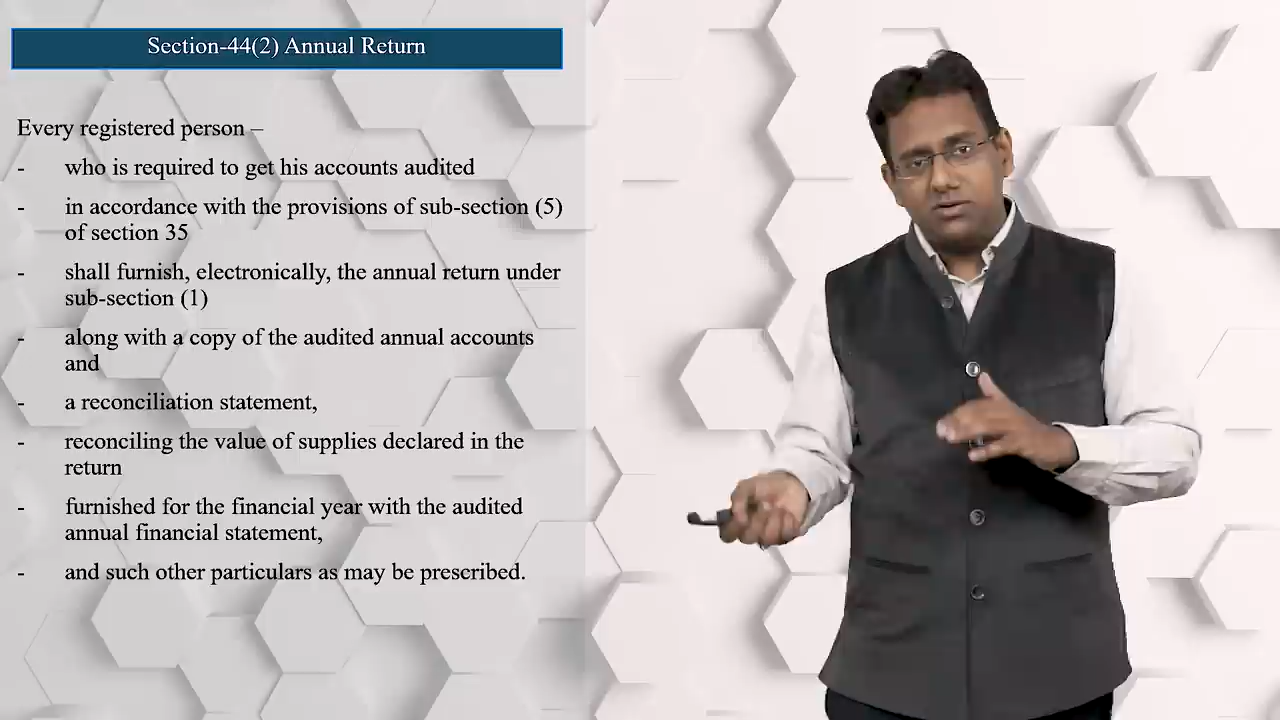 Section-44(2) Annual Return
Every registered person –
- who is required to get his accounts audited
- in accordance with the provisions of sub-section (5)
of section 35
- shall furnish, electronically, the annual return under
sub-section (1)
- along with a copy of the audited annual accounts
and
- a reconciliation statement,
- reconciling the value of supplies declared in the
return
- furnished for the financial year with the audited
annual financial statement,
- and such other particulars as may be prescribed.